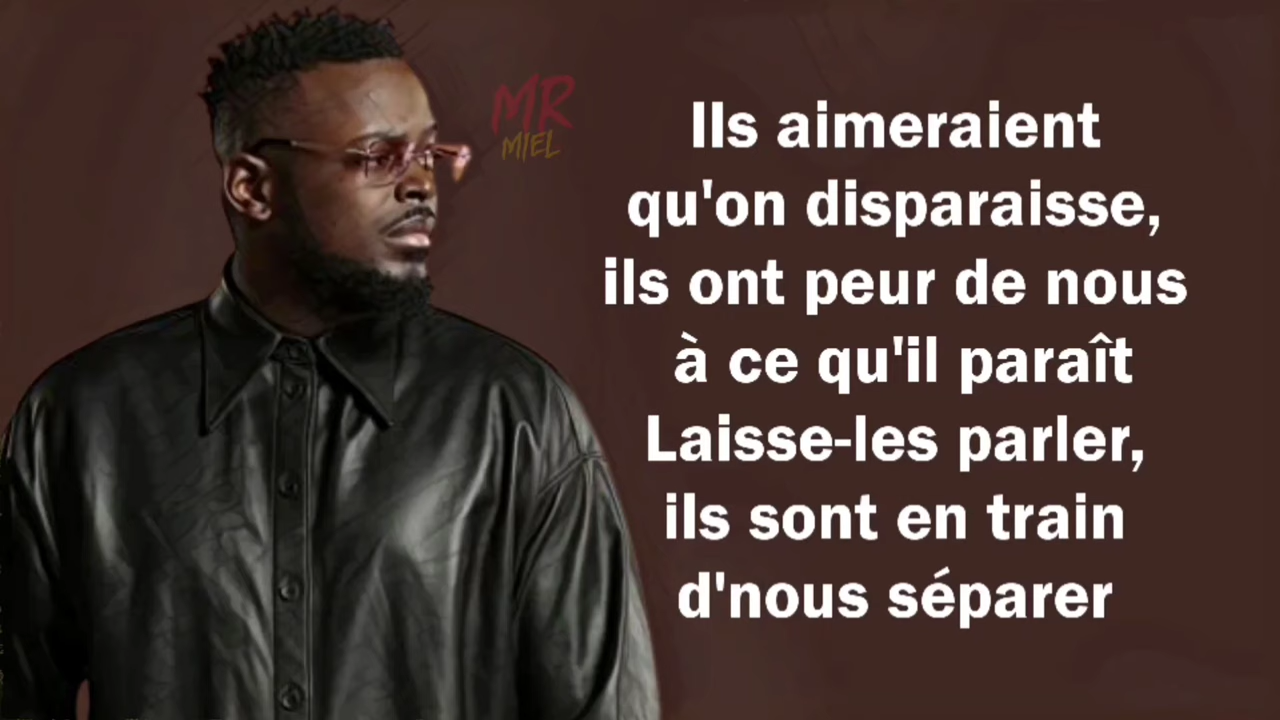 MR
MIEL
Ils aimeraient
qu'on disparaisse,
ils ont peur de nous
à ce qu'il paraît
Laisse-les parler,
ils sont en train
d'nous séparer